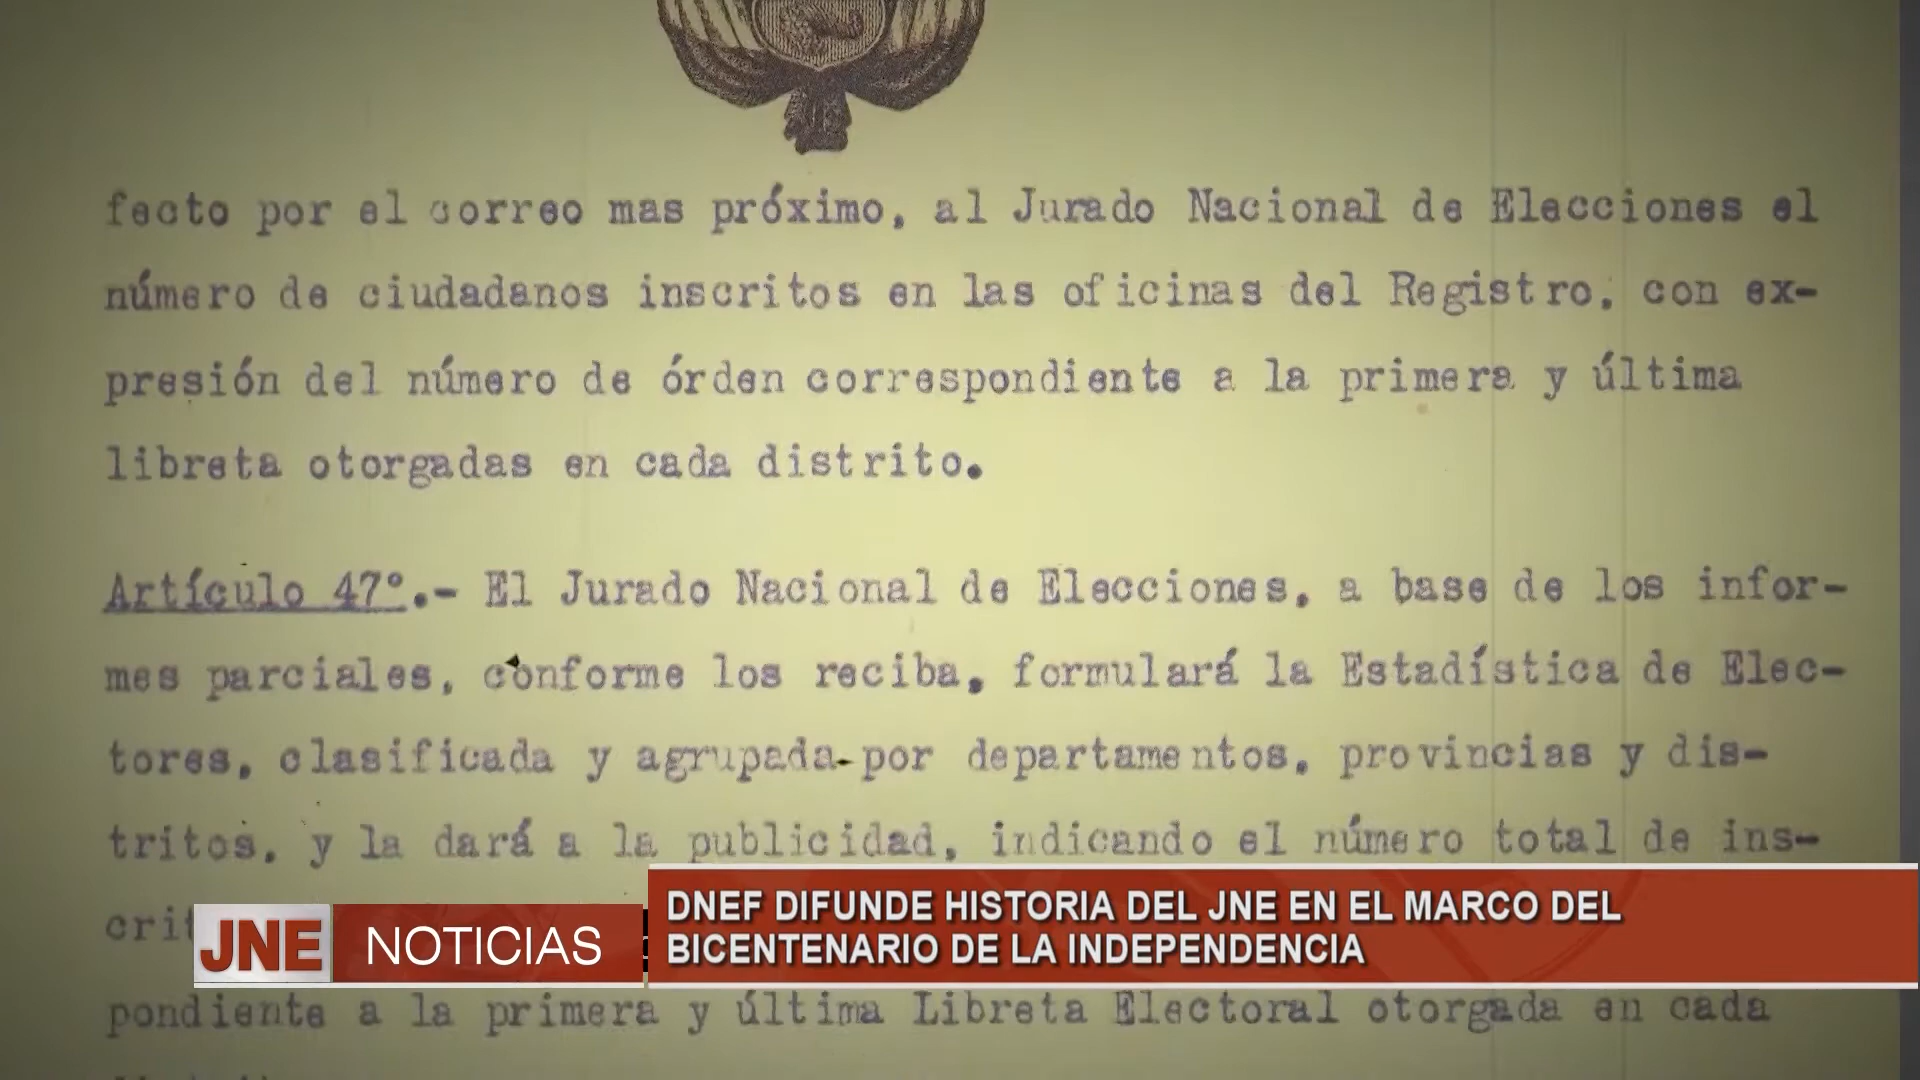 fecto por el correo mas próximo, al Jurado Nacional de Elecciones el
número de ciudadanos inscritos en las oficinas del Registro, con ex-
presión del número de órden correspondiente a la primera y última
libreta otorgadas en cada distrito.
Artículo 47º.- El Jurado Nacional de Elecciones, a base de los infor-
mes parciales, conforme los reciba, formulará la Estadística de Elec-
tores, clasificada y agrupada por departamentos, provincias y dis-
tritos, y la dará a la publicidad, indicando el número total de ins-
crit
pondiente a la primera y última Libreta Electoral otorgada en cada
JNE NOTICIAS
DNEF DIFUNDE HISTORIA DEL JNE EN EL MARCO DEL
BICENTENARIO DE LA INDEPENDENCIA